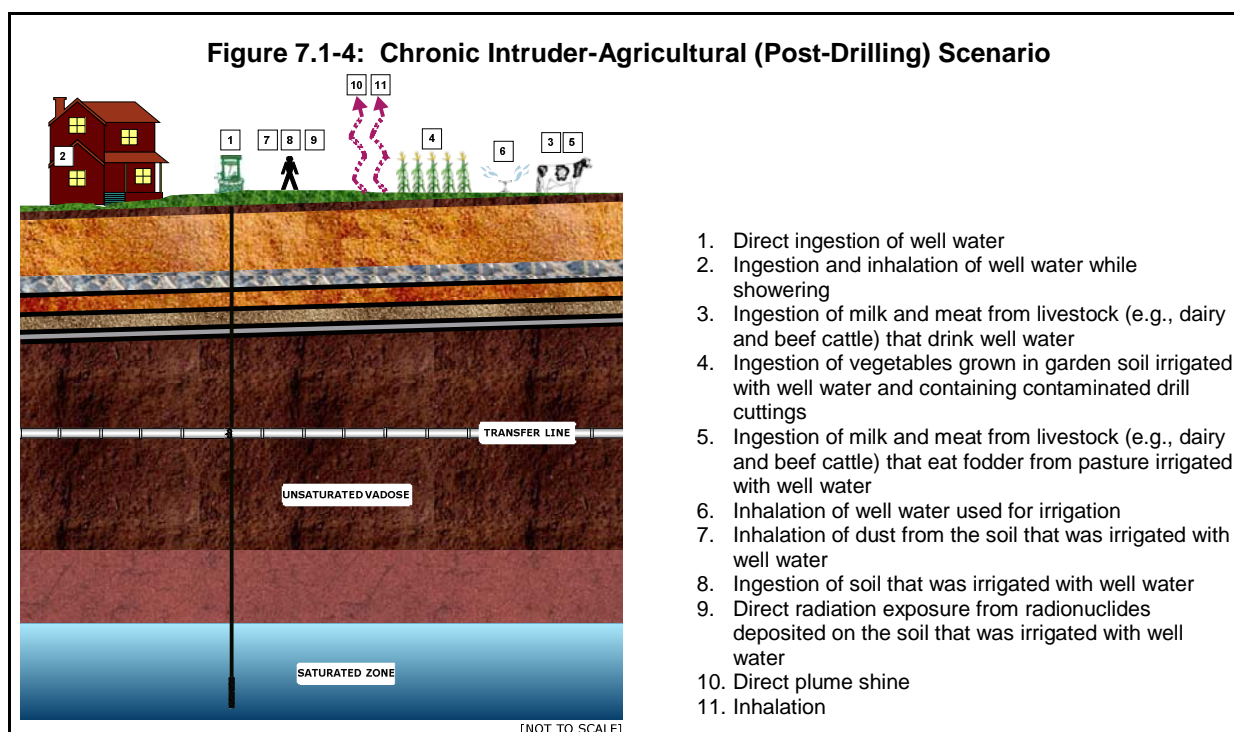 Figure 7.1-4: Chronic Intruder-Agricultural (Post-Drilling) Scenario
10 11
1 7 8 9 4 3 5
2 6
TRANSFER LINE
UNSATURATED VADOSE
SATURATED ZONE
[NOT TO SCALE]
1. Direct ingestion of well water
2. Ingestion and inhalation of well water while
showering
3. Ingestion of milk and meat from livestock (e.g., dairy
and beef cattle) that drink well water
4. Ingestion of vegetables grown in garden soil irrigated
with well water and containing contaminated drill
cuttings
5. Ingestion of milk and meat from livestock (e.g., dairy
and beef cattle) that eat fodder from pasture irrigated
with well water
6. Inhalation of well water used for irrigation
7. Inhalation of dust from the soil that was irrigated with
well water
8. Ingestion of soil that was irrigated with well water
9. Direct radiation exposure from radionuclides
deposited on the soil that was irrigated with well
water
10. Direct plume shine
11. Inhalation